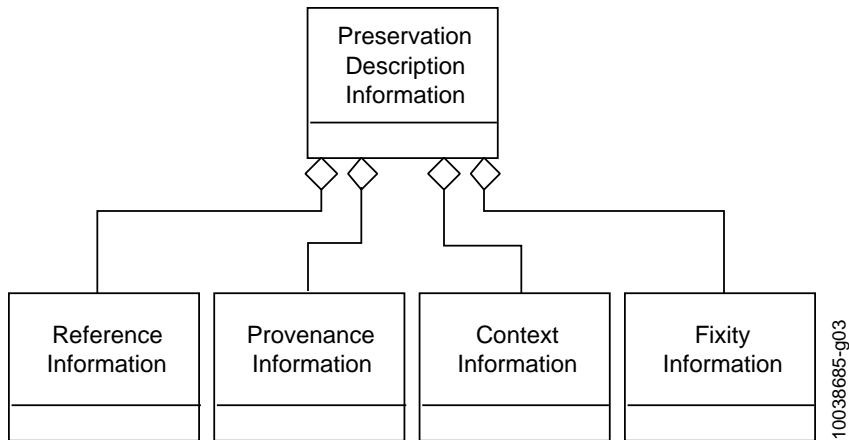 Preservation
Description
Information
Reference
Information
Provenance
Information
Context
Information
Fixity
Information
10038685-g03